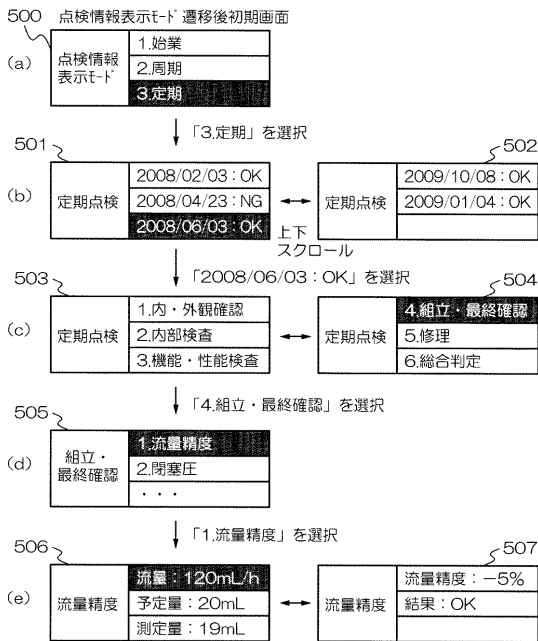 500 点検情報表示モード遷移後初期画面
(a)
点検情報
表示モード
1.始業
2.周期
3.定期
「3.定期」を選択
501
502
(b)
定期点検
2008/02/03:OK
2008/04/23:NG
2008/06/03:OK
上下
スクロール
定期点検
2009/10/08:OK
2009/01/04:OK
「2008/06/03:OK」を選択
503
504
(c)
定期点検
1.内・外観確認
2.内部検査
3.機能・性能検査
定期点検
4.組立・最終確認
5.修理
6.総合判定
「4.組立・最終確認」を選択
505
(d)
組立・
最終確認
1.流量精度
2.閉塞圧
・・・
「1.流量精度」を選択
506
507
(e)
流量精度
流量:120mL/h
予定量:20mL
測定量:19mL
流量精度
流量精度:−5%
結果:OK